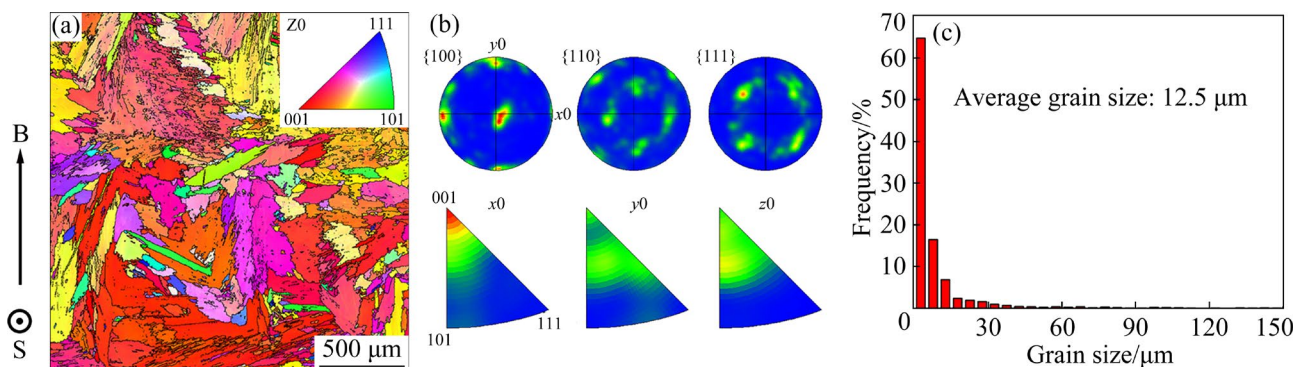 (a)
Z0
111
001
101
B
S
500 μm
(b)
y0
{100}
{110}
{111}
x0
001
x0
y0
z0
101
111
(c)
70
60
50
40
30
20
10
0
30
60
90
120
150
Frequency/%
Average grain size: 12.5 μm
Grain size/μm